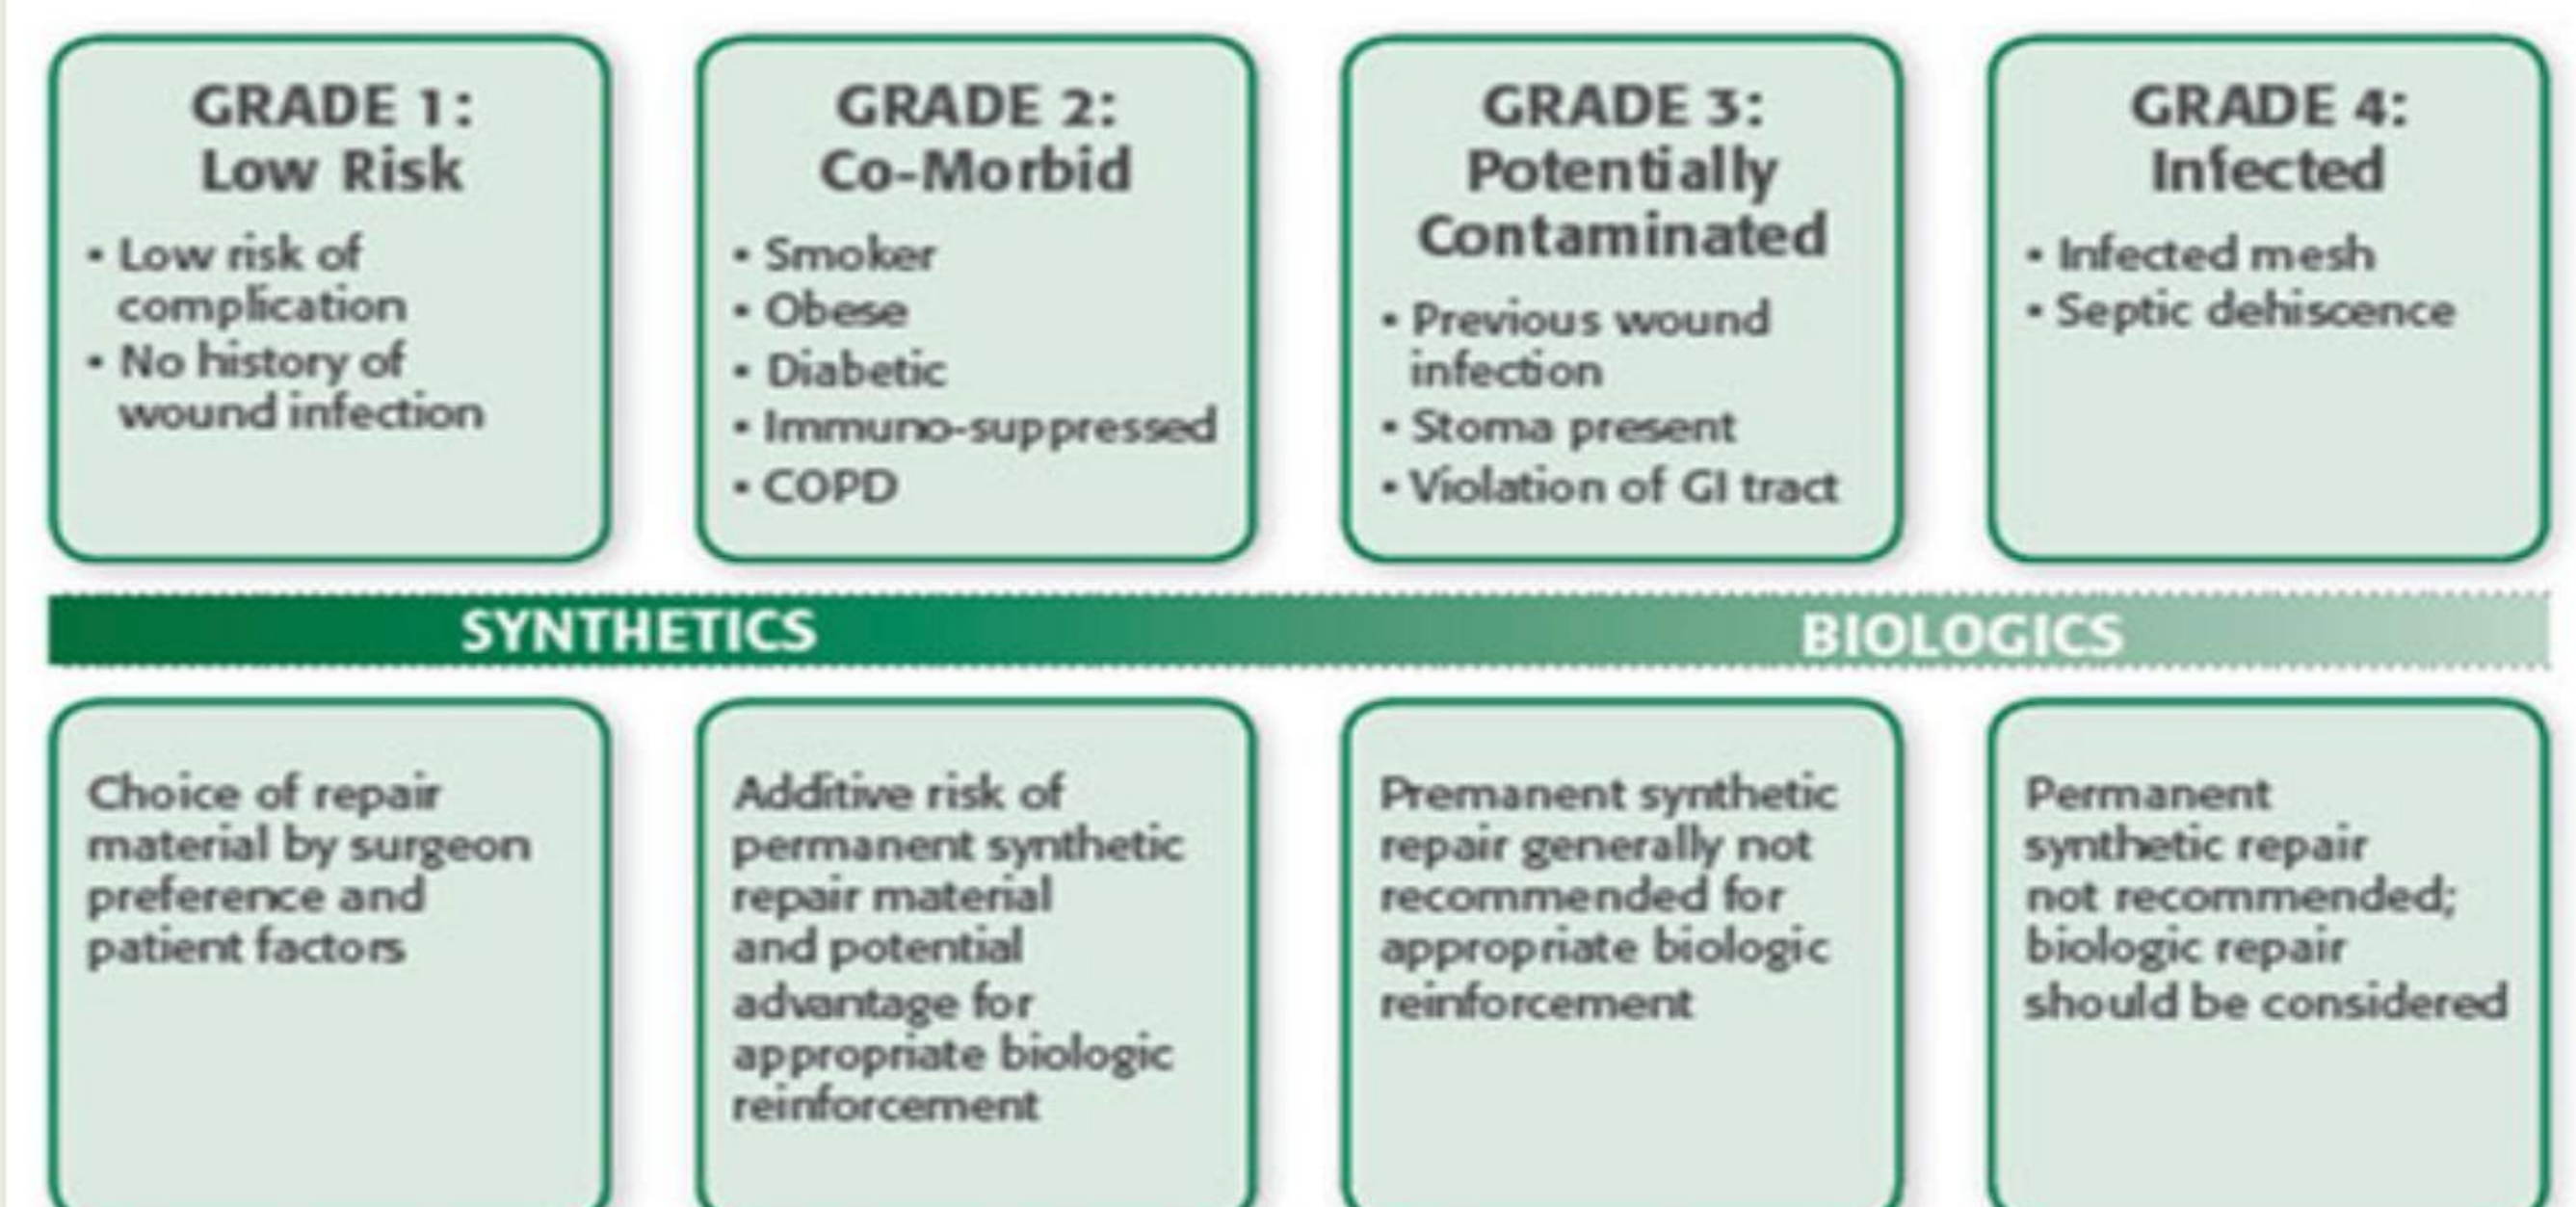 GRADE 1:
Low Risk
• Low risk of
complication
• No history of
wound infection
GRADE 2:
Co-Morbid
• Smoker
• Obese
• Diabetic
• Immuno-suppressed
• COPD
GRADE 3:
Potentially
Contaminated
• Previous wound
infection
• Stoma present
• Violation of GI tract
GRADE 4:
Infected
• Infected mesh
• Septic dehiscence
SYNTHETICS
BIOLOGICS
Choice of repair
material by surgeon
preference and
patient factors
Additive risk of
permanent synthetic
repair material
and potential
advantage for
appropriate biologic
reinforcement
Premanent synthetic
repair generally not
recommended for
appropriate biologic
reinforcement
Permanent
synthetic repair
not recommended;
biologic repair
should be considered